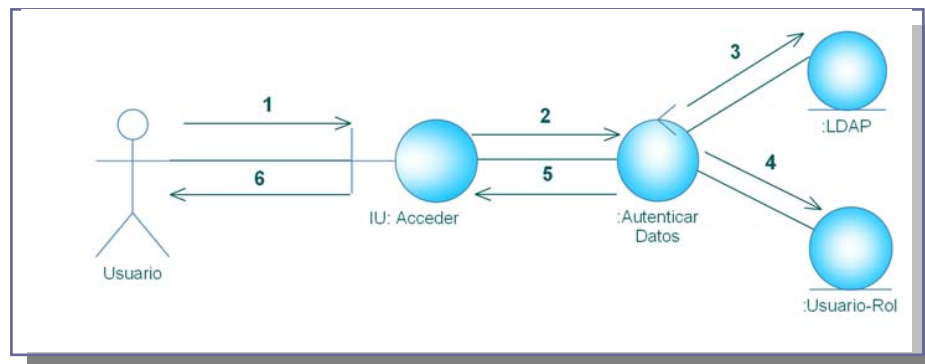 1
2
3
4
5
6
Usuario
IU: Acceder
:Autenticar
Datos
:LDAP
:Usuario-Rol